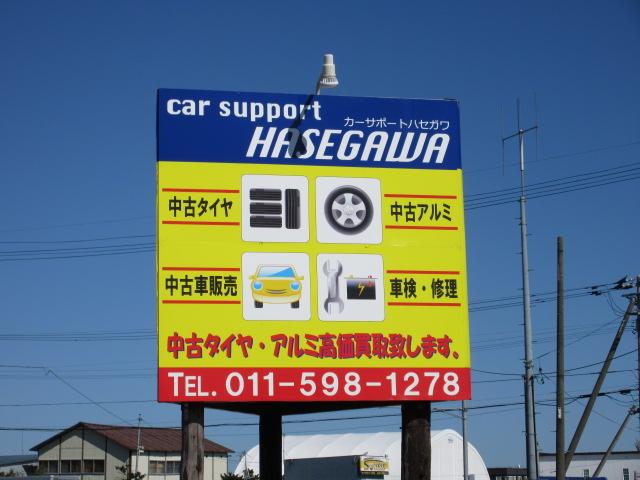 car support
カーサポートハセガワ
HASEGAWA
中古タイヤ
中古アルミ
中古車販売
車検・修理
中古タイヤ・アルミ高価買取致します。
TEL. 011-598-1278